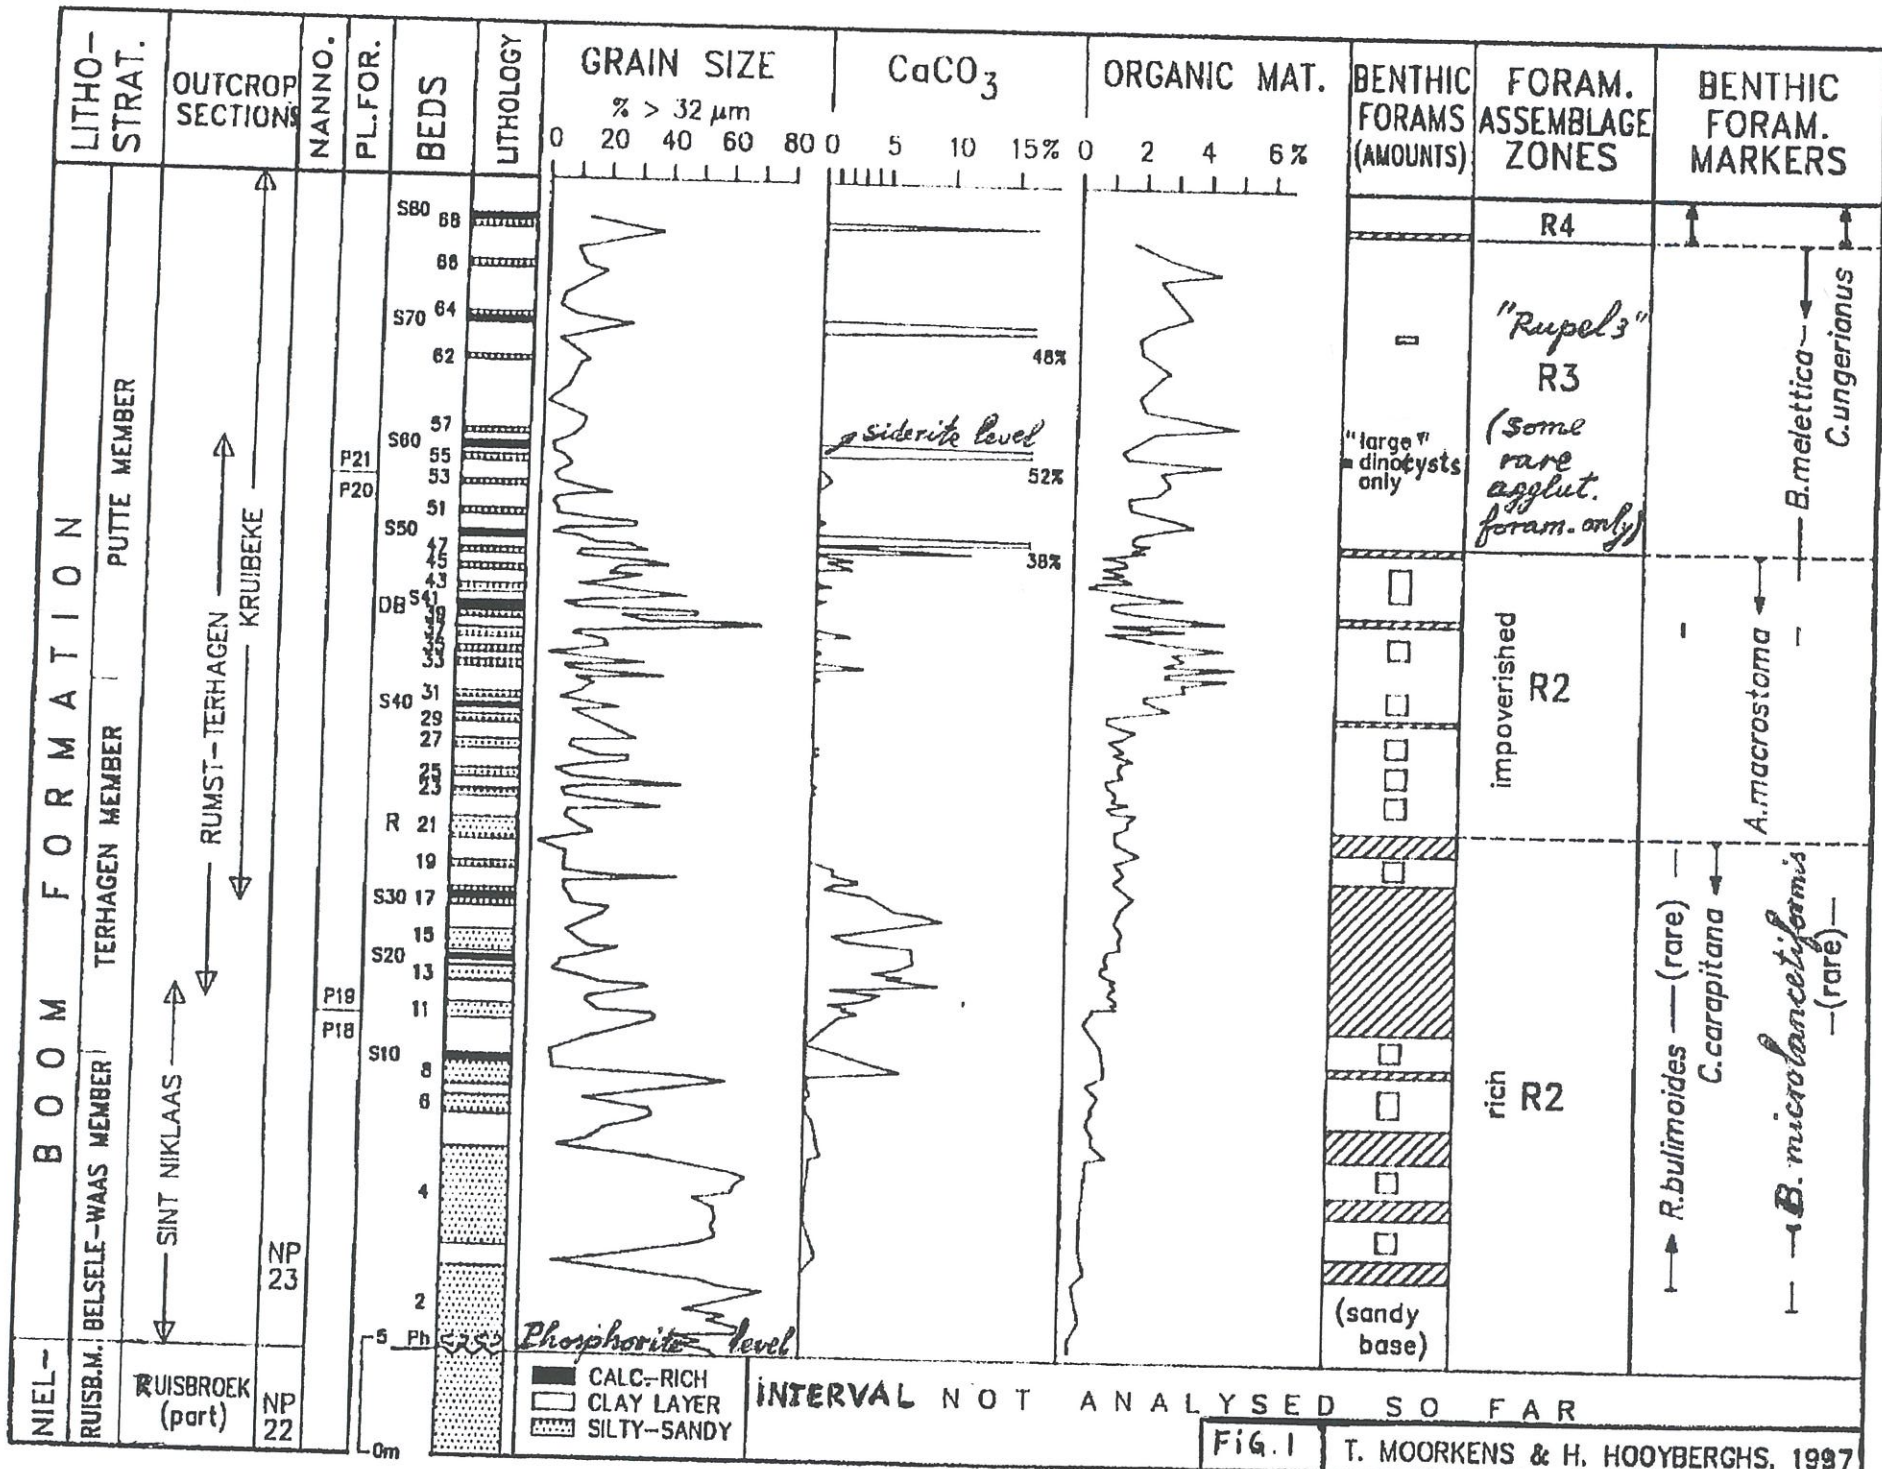 LITHO-
STRAT.
OUTCROP
SECTIONS
NANNO.
PL.FOR.
BEDS
LITHOLOGY
GRAIN SIZE
% > 32 µm
0 20 40 60 80
CaCO3
0 5 10 15%
ORGANIC MAT.
0 2 4 6%
BENTHIC
FORAMS
(AMOUNTS)
FORAM.
ASSEMBLAGE
ZONES
BENTHIC
FORAM.
MARKERS
BOOM FORMATION
NIEL-
PUTTE MEMBER
TERHAGEN MEMBER
BELSELE-WAAS MEMBER
RUISB.M.
KRUIBEKE
RUMST-TERHAGEN
SINT NIKLAAS
RUISBROEK
(part)
NP
23
NP
22
P21
P20
P19
P18
S80 68
66
64
S70
62
57
S60
55
53
51
S50
47
45
43
S41
DB
39
37
35
33
31
S40
29
27
25
23
R 21
19
S30 17
15
S20
13
11
S10
8
6
4
2
5 Ph
0m
Phosphorite level
siderite level
48%
52%
38%
"large"
dinocysts
only
(sandy
base)
R4
"Rupel 3"
R3
(some
rare
agglut.
foram. only)
impoverished R2
rich R2
B.melettica
C.ungerianus
A.macrostoma
R.bulimoides (rare)
C.carapitana
B. microlancetiformis
(rare)
CALC.-RICH
CLAY LAYER
SILTY-SANDY
INTERVAL NOT ANALYSED SO FAR
FIG.1
T. MOORKENS & H. HOOYBERGHS, 1997